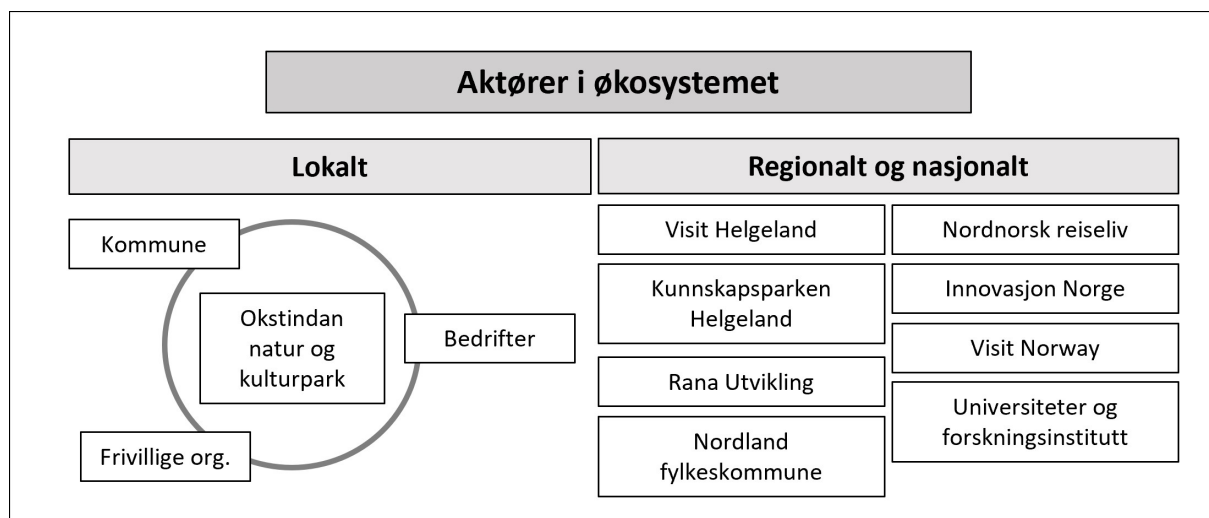 Aktører i økosystemet
Lokalt
Kommune
Okstindan
natur og
kulturpark
Bedrifter
Frivillige org.
Regionalt og nasjonalt
Visit Helgeland
Kunnskapsparken
Helgeland
Rana Utvikling
Nordland
fylkeskommune
Nordnorsk reiseliv
Innovasjon Norge
Visit Norway
Universiteter og
forskningsinstitutt